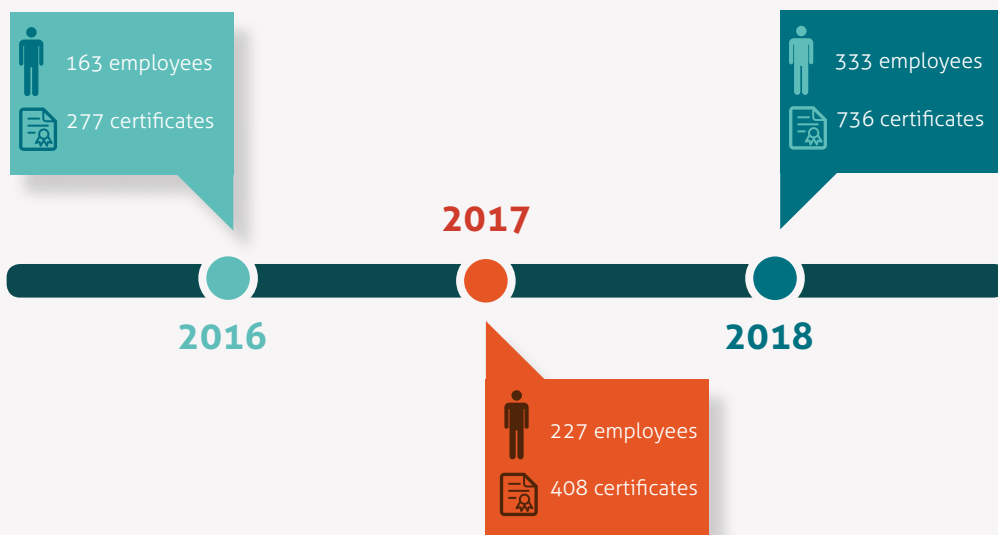 163 employees
277 certificates
2016
2017
227 employees
408 certificates
333 employees
736 certificates
2018